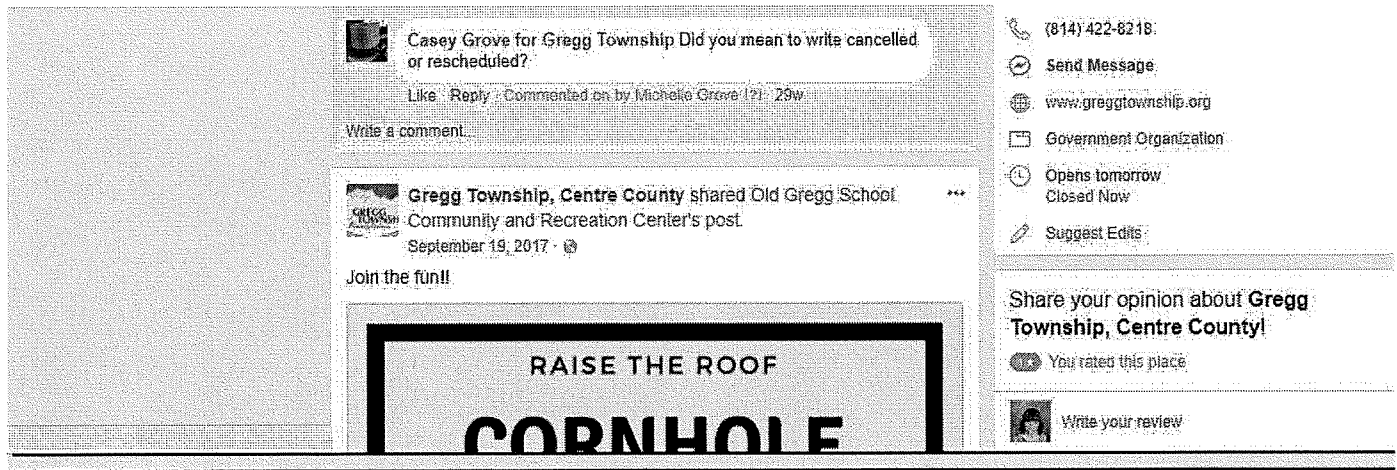 Casey Grove for Gregg Township Did you mean to write cancelled
or rescheduled?
Like · Reply · Commented on by Michelle Grove [?] · 29w
Write a comment...
Gregg Township, Centre County shared Old Gregg School
Community and Recreation Center's post.
September 19, 2017 ·
Join the fun!!
RAISE THE ROOF
CORNHOLE
(814) 422-8218
Send Message
www.greggtownship.org
Government Organization
Opens tomorrow
Closed Now
Suggest Edits
Share your opinion about Gregg
Township, Centre County!
You rated this place
Write your review